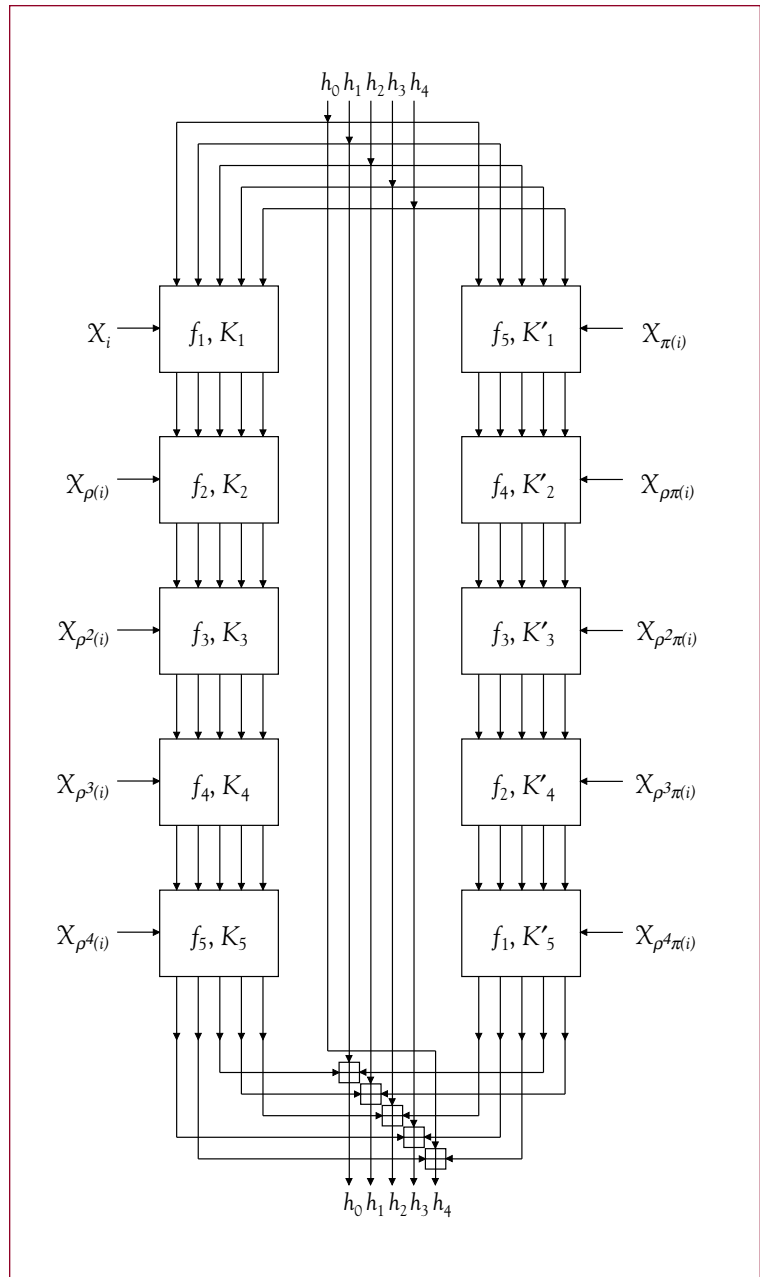 h₀ h₁ h₂ h₃ h₄
Xᵢ f₁, K₁ f₅, K′₁ X_π(i)
X_ρ(i) f₂, K₂ f₄, K′₂ X_ρπ(i)
X_ρ²(i) f₃, K₃ f₃, K′₃ X_ρ²π(i)
X_ρ³(i) f₄, K₄ f₂, K′₄ X_ρ³π(i)
X_ρ⁴(i) f₅, K₅ f₁, K′₅ X_ρ⁴π(i)
h₀ h₁ h₂ h₃ h₄